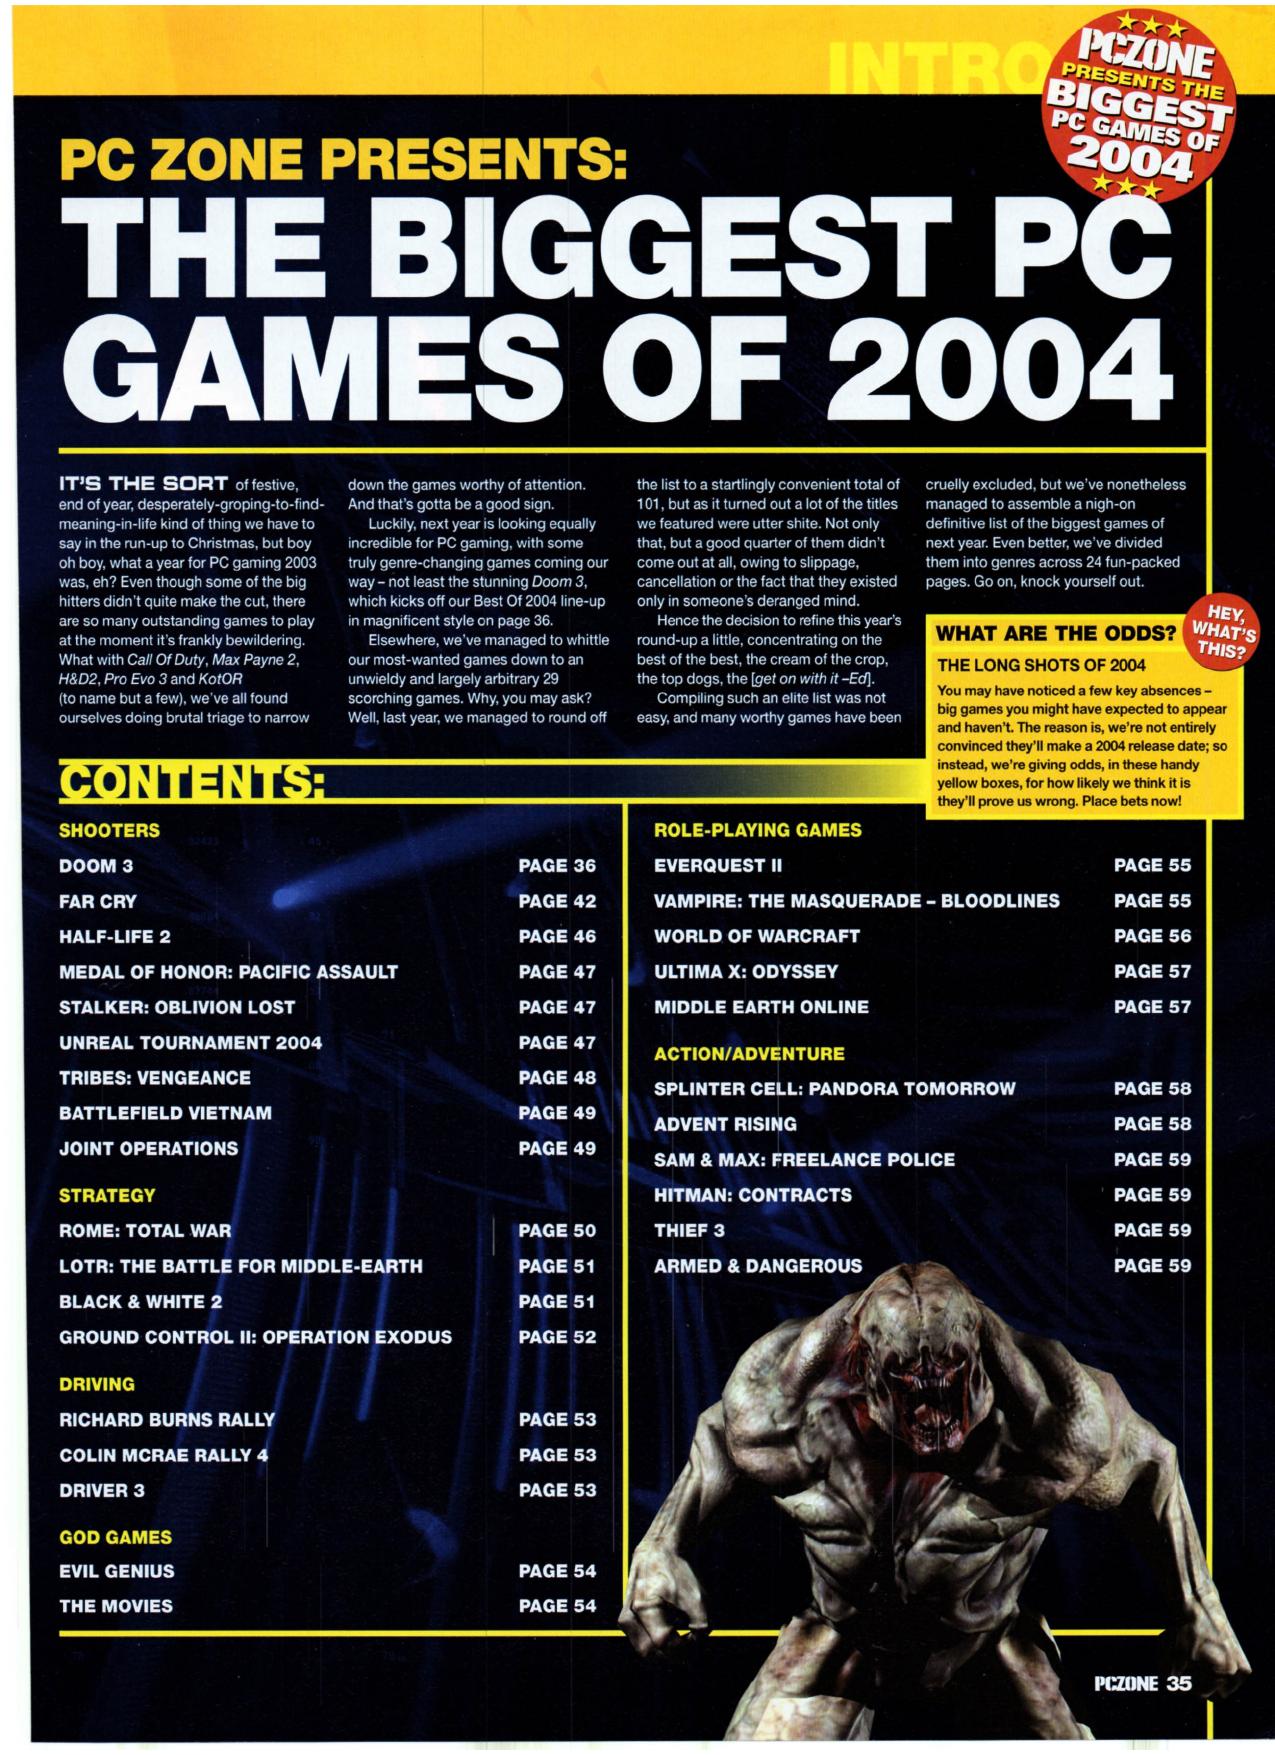 INTRO
PCZONE
PRESENTS THE
BIGGEST
PC GAMES OF
2004
PC ZONE PRESENTS:
THE BIGGEST PC
GAMES OF 2004
IT'S THE SORT of festive,
end of year, desperately-groping-to-find-
meaning-in-life kind of thing we have to
say in the run-up to Christmas, but boy
oh boy, what a year for PC gaming 2003
was, eh? Even though some of the big
hitters didn't quite make the cut, there
are so many outstanding games to play
at the moment it's frankly bewildering.
What with Call Of Duty, Max Payne 2,
H&D2, Pro Evo 3 and KotOR
(to name but a few), we've all found
ourselves doing brutal triage to narrow
down the games worthy of attention.
And that's gotta be a good sign.
Luckily, next year is looking equally
incredible for PC gaming, with some
truly genre-changing games coming our
way – not least the stunning Doom 3,
which kicks off our Best Of 2004 line-up
in magnificent style on page 36.
Elsewhere, we've managed to whittle
our most-wanted games down to an
unwieldy and largely arbitrary 29
scorching games. Why, you may ask?
Well, last year, we managed to round off
the list to a startlingly convenient total of
101, but as it turned out a lot of the titles
we featured were utter shite. Not only
that, but a good quarter of them didn't
come out at all, owing to slippage,
cancellation or the fact that they existed
only in someone's deranged mind.
Hence the decision to refine this year's
round-up a little, concentrating on the
best of the best, the cream of the crop,
the top dogs, the [get on with it –Ed].
Compiling such an elite list was not
easy, and many worthy games have been
cruelly excluded, but we've nonetheless
managed to assemble a nigh-on
definitive list of the biggest games of
next year. Even better, we've divided
them into genres across 24 fun-packed
pages. Go on, knock yourself out.
HEY,
WHAT'S
THIS?
WHAT ARE THE ODDS?
THE LONG SHOTS OF 2004
You may have noticed a few key absences –
big games you might have expected to appear
and haven't. The reason is, we're not entirely
convinced they'll make a 2004 release date; so
instead, we're giving odds, in these handy
yellow boxes, for how likely we think it is
they'll prove us wrong. Place bets now!
CONTENTS:
SHOOTERS
DOOM 3 PAGE 36
FAR CRY PAGE 42
HALF-LIFE 2 PAGE 46
MEDAL OF HONOR: PACIFIC ASSAULT PAGE 47
STALKER: OBLIVION LOST PAGE 47
UNREAL TOURNAMENT 2004 PAGE 47
TRIBES: VENGEANCE PAGE 48
BATTLEFIELD VIETNAM PAGE 49
JOINT OPERATIONS PAGE 49
STRATEGY
ROME: TOTAL WAR PAGE 50
LOTR: THE BATTLE FOR MIDDLE-EARTH PAGE 51
BLACK & WHITE 2 PAGE 51
GROUND CONTROL II: OPERATION EXODUS PAGE 52
DRIVING
RICHARD BURNS RALLY PAGE 53
COLIN MCRAE RALLY 4 PAGE 53
DRIVER 3 PAGE 53
GOD GAMES
EVIL GENIUS PAGE 54
THE MOVIES PAGE 54
ROLE-PLAYING GAMES
EVERQUEST II PAGE 55
VAMPIRE: THE MASQUERADE – BLOODLINES PAGE 55
WORLD OF WARCRAFT PAGE 56
ULTIMA X: ODYSSEY PAGE 57
MIDDLE EARTH ONLINE PAGE 57
ACTION/ADVENTURE
SPLINTER CELL: PANDORA TOMORROW PAGE 58
ADVENT RISING PAGE 58
SAM & MAX: FREELANCE POLICE PAGE 59
HITMAN: CONTRACTS PAGE 59
THIEF 3 PAGE 59
ARMED & DANGEROUS PAGE 59
PCZONE 35